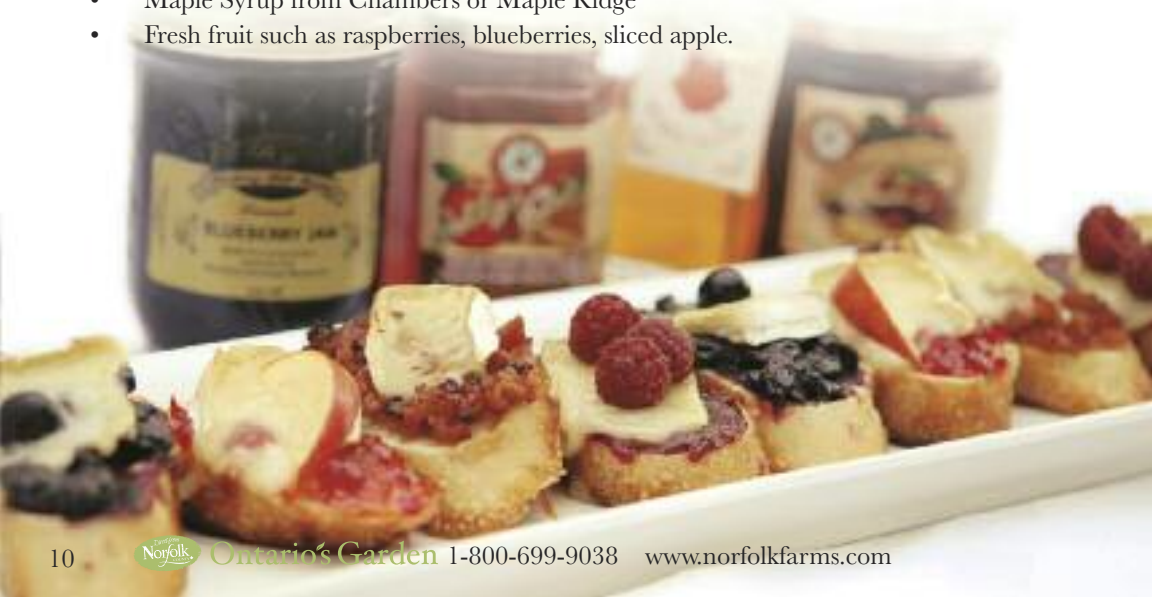 • Maple Syrup from Chambers or Maple Ridge
• Fresh fruit such as raspberries, blueberries, sliced apple.
BLUEBERRY JAM
10 Norfolk Ontario's Garden 1-800-699-9038 www.norfolkfarms.com